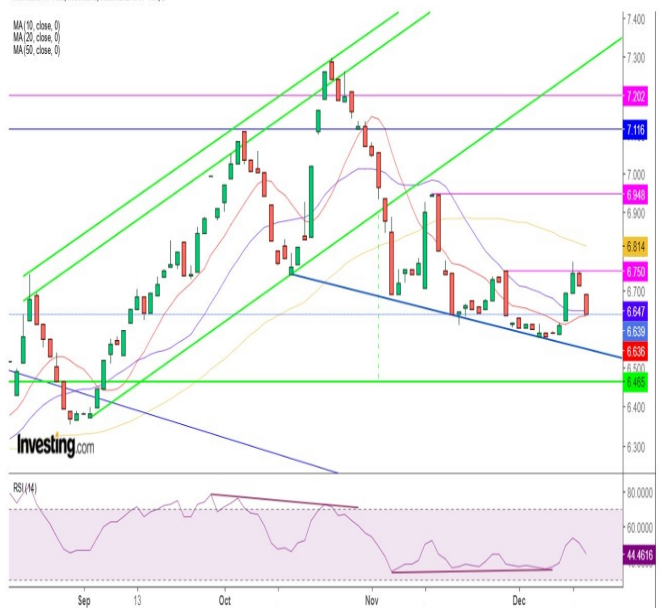 MA (10, close, 0)
MA (20, close, 0)
MA (50, close, 0)
7.400
7.300
7.202
7.116
7.000
6.948
6.900
6.814
6.750
6.700
6.647
6.639
6.636
6.500
6.465
6.400
6.300
Investing.com
RSI (14)
80.0000
60.0000
44.4616
Sep
13
Oct
Nov
Dec